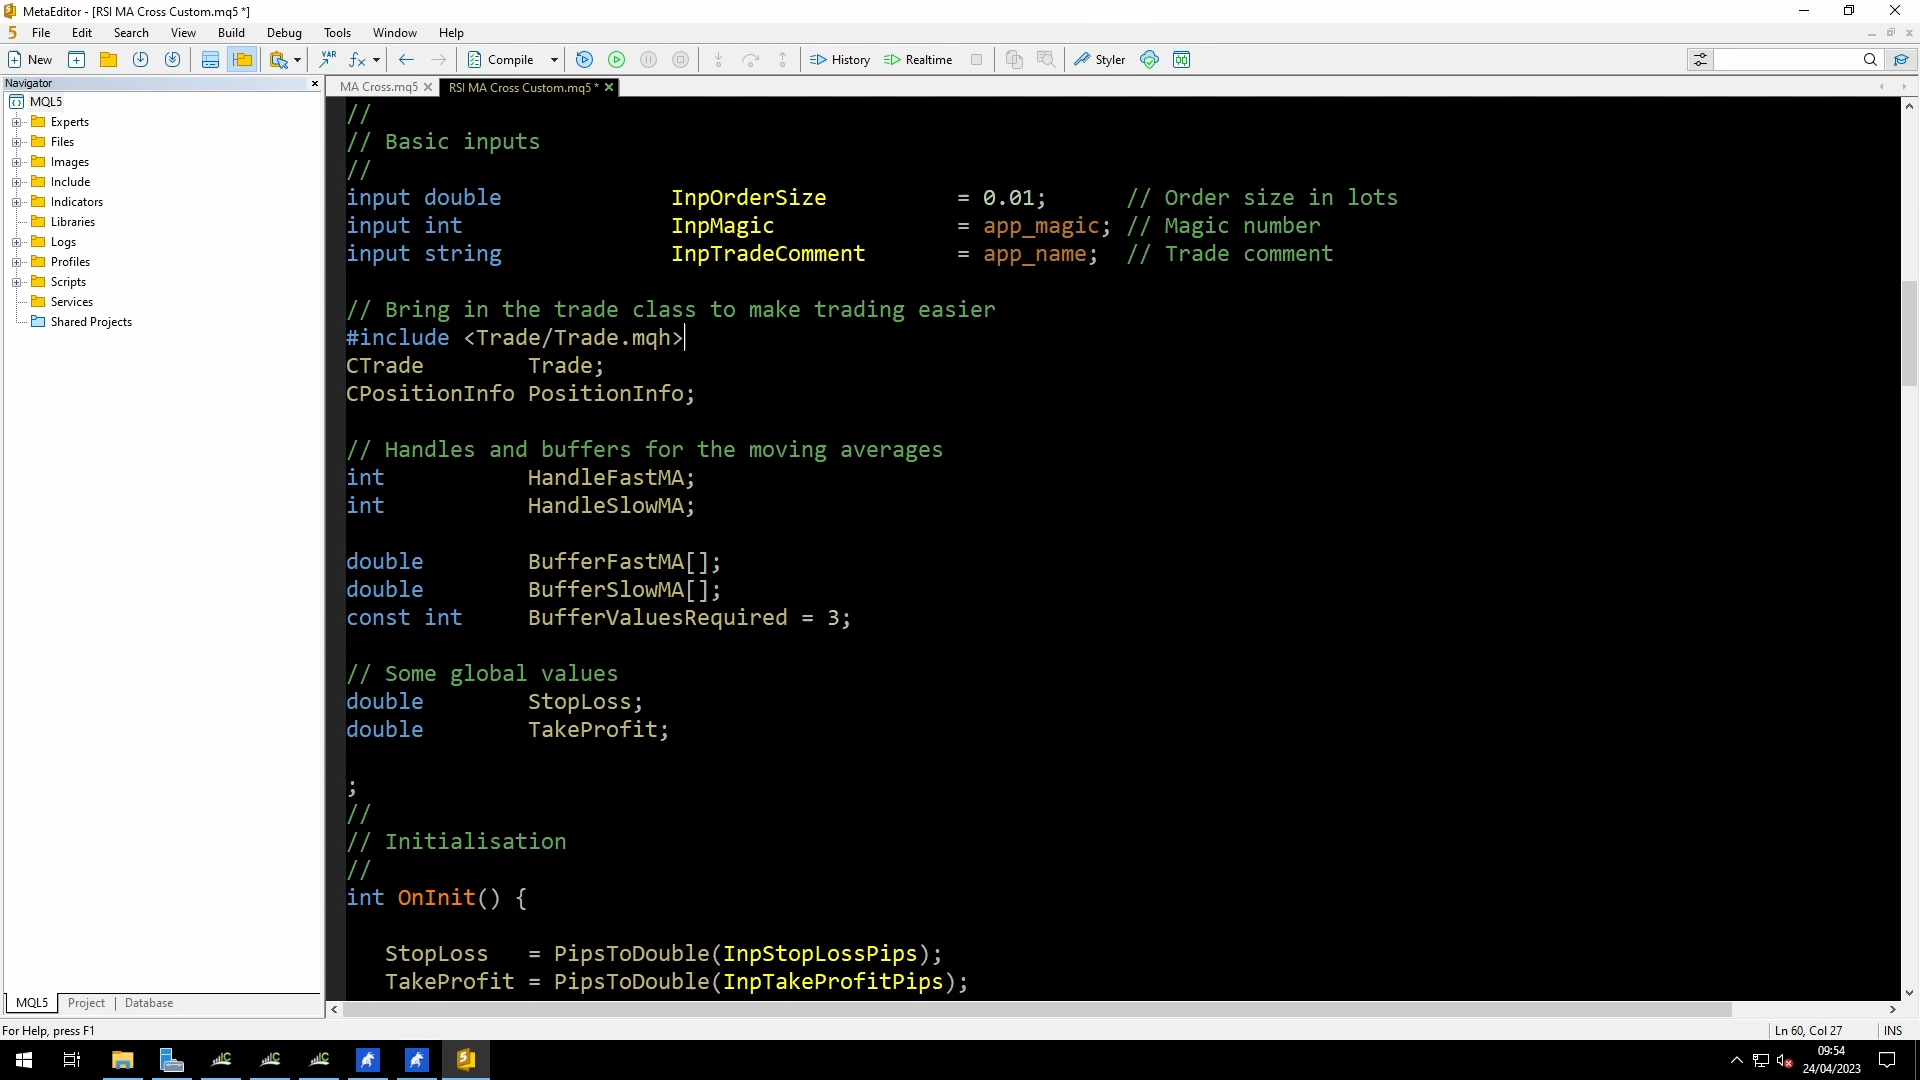 MetaEditor - [RSI MA Cross Custom.mq5 *]
File Edit Search View Build Debug Tools Window Help
New VAR Compile History Realtime Styler
Navigator
MA Cross.mq5 RSI MA Cross Custom.mq5 *
MQL5
Experts
Files
Images
Include
Indicators
Libraries
Logs
Profiles
Scripts
Services
Shared Projects
//
// Basic inputs
//
input double InpOrderSize = 0.01; // Order size in lots
input int InpMagic = app_magic; // Magic number
input string InpTradeComment = app_name; // Trade comment
// Bring in the trade class to make trading easier
#include <Trade/Trade.mqh>
CTrade Trade;
CPositionInfo PositionInfo;
// Handles and buffers for the moving averages
int HandleFastMA;
int HandleSlowMA;
double BufferFastMA[];
double BufferSlowMA[];
const int BufferValuesRequired = 3;
// Some global values
double StopLoss;
double TakeProfit;
;
//
// Initialisation
//
int OnInit() {
StopLoss = PipsToDouble(InpStopLossPips);
TakeProfit = PipsToDouble(InpTakeProfitPips);
MQL5 Project Database
For Help, press F1
Ln 60, Col 27 INS
09:54
24/04/2023